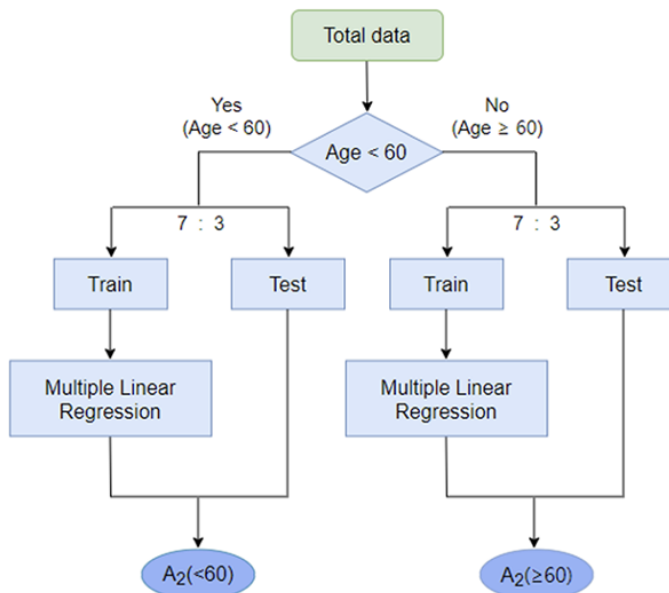 Total data
Yes
(Age < 60)
No
(Age ≥ 60)
Age < 60
7 : 3
7 : 3
Train
Test
Train
Test
Multiple Linear
Regression
Multiple Linear
Regression
A₂(<60)
A₂(≥60)